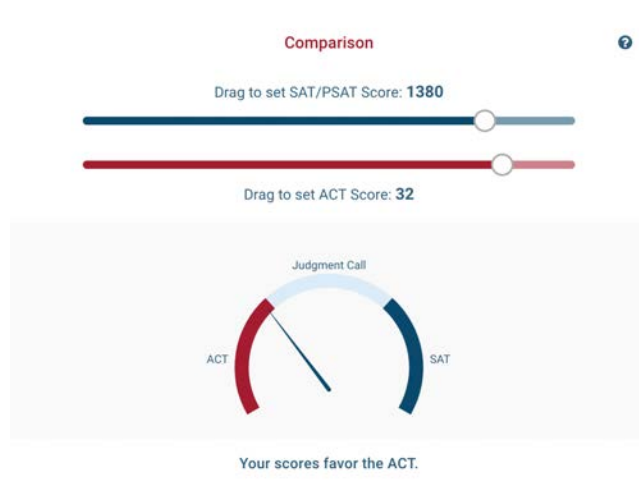 Comparison
?
Drag to set SAT/PSAT Score: 1380
Drag to set ACT Score: 32
Judgment Call
ACT
SAT
Your scores favor the ACT.